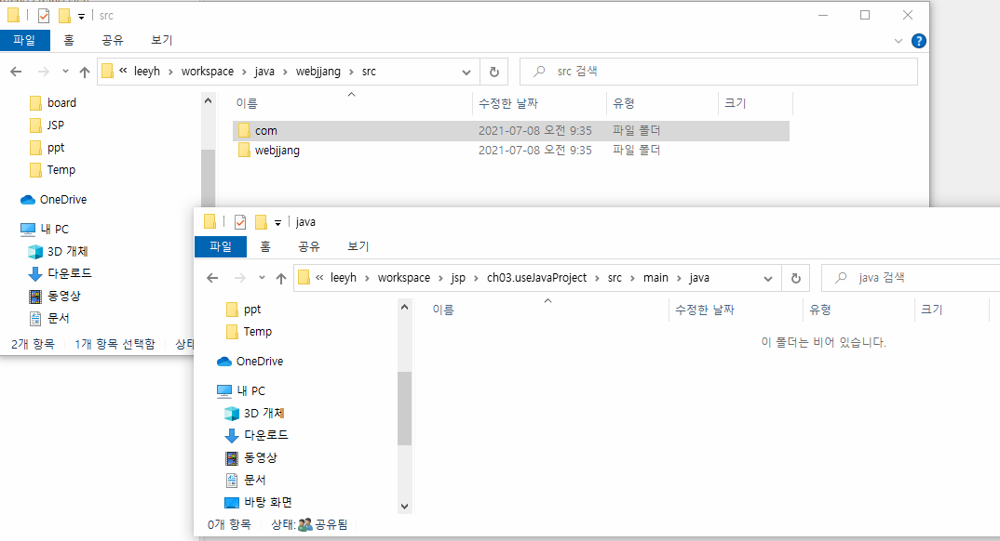 src
파일 홈 공유 보기
« leeyh › workspace › java › webjjang › src
src 검색
board
JSP
ppt
Temp
OneDrive
내 PC
3D 개체
다운로드
동영상
문서
이름 수정한 날짜 유형 크기
com 2021-07-08 오전 9:35 파일 폴더
webjjang 2021-07-08 오전 9:35 파일 폴더
2개 항목 1개 항목 선택함 상태
java
파일 홈 공유 보기
« leeyh › workspace › jsp › ch03.useJavaProject › src › main › java
java 검색
ppt
Temp
OneDrive
내 PC
3D 개체
다운로드
동영상
문서
바탕 화면
이름 수정한 날짜 유형 크기
이 폴더는 비어 있습니다.
0개 항목 상태: 공유됨